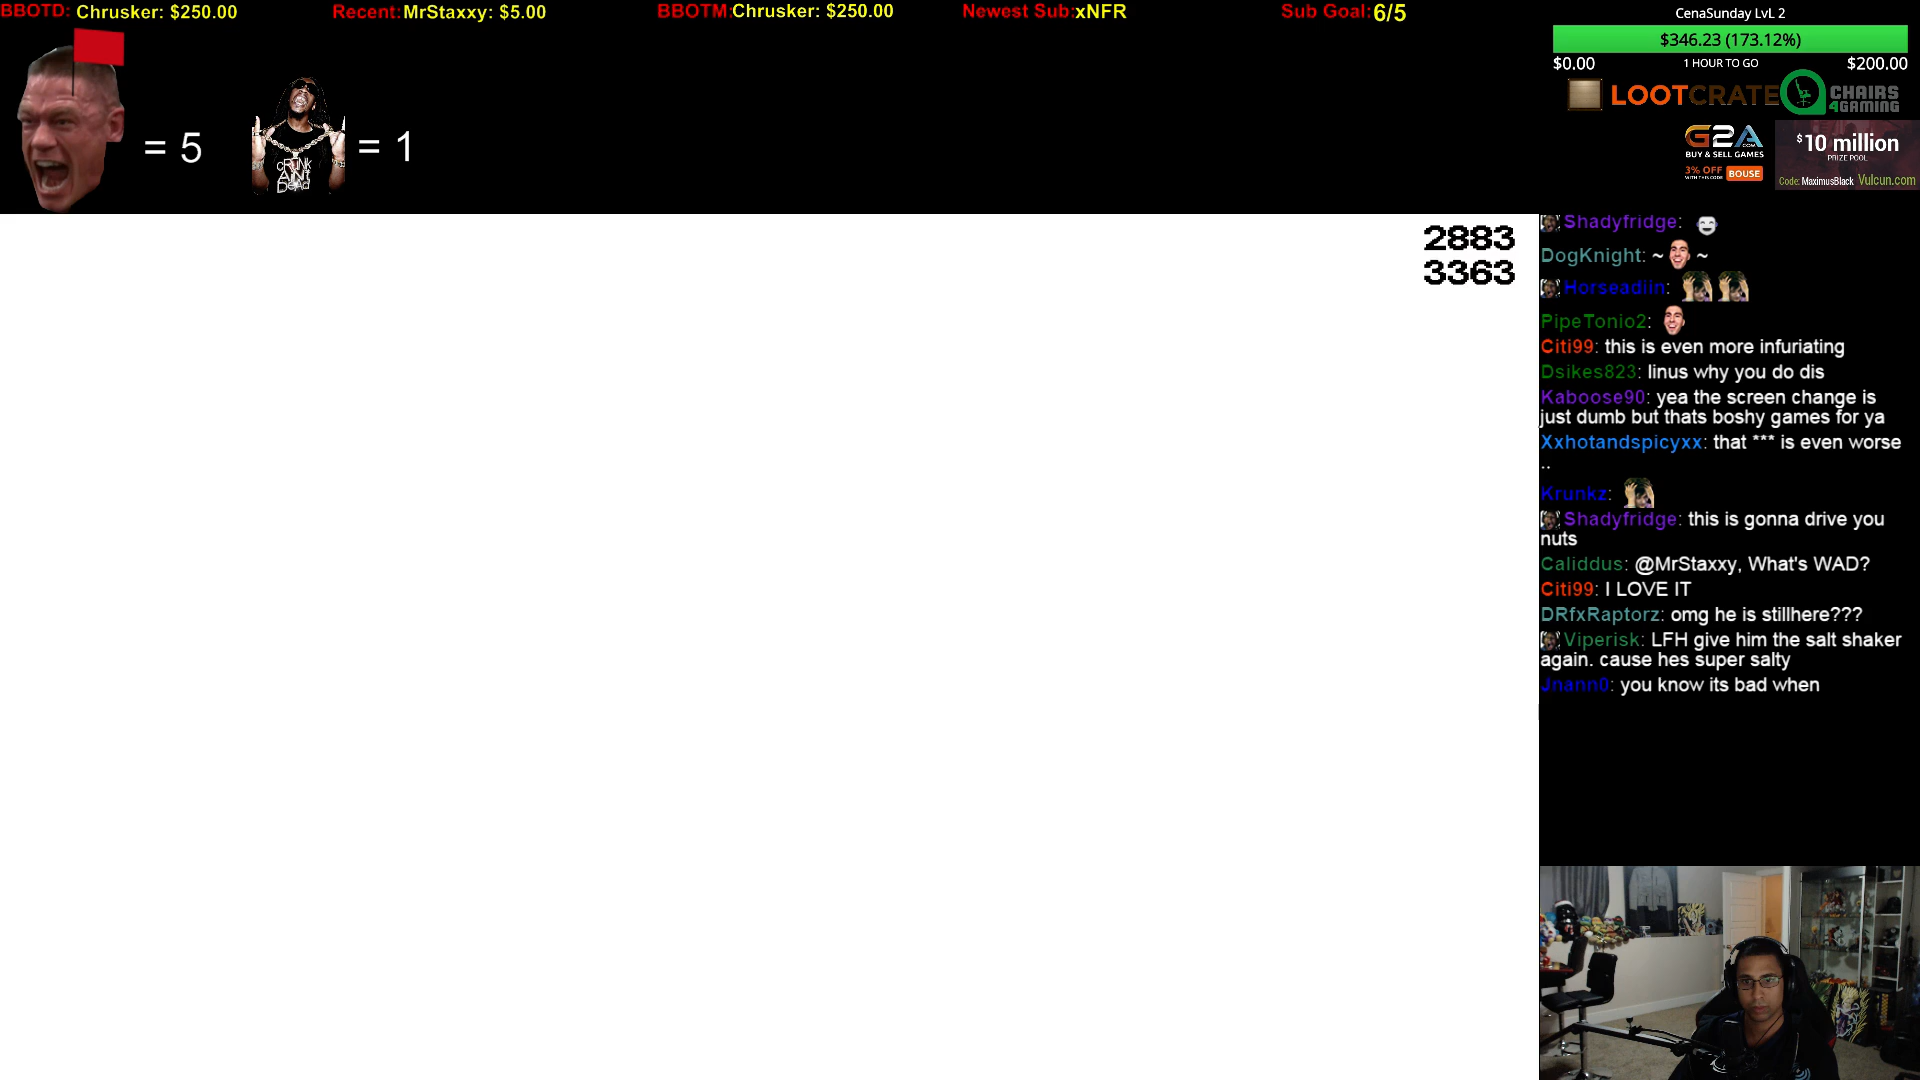 BBOTD: Chrusker: $250.00
Recent: MrStaxxy: $5.00
BBOTM: Chrusker: $250.00
Newest Sub: xNFR
Sub Goal: 6/5
CenaSunday LvL 2
$346.23 (173.12%)
$0.00 1 HOUR TO GO $200.00
LOOTCRATE
CHAIRS
4GAMING
= 5
CRUNK
AIN'T
DEAD
= 1
G2A
.COM
BUY & SELL GAMES
3% OFF
WITH THIS CODE
BOUSE
$10 million
PRIZE POOL
Code: MaximusBlack Vulcun.com
2883
3363
Shadyfridge:
DogKnight: ~ ~
Horseadiin:
PipeTonio2:
Citi99: this is even more infuriating
Dsikes823: linus why you do dis
Kaboose90: yea the screen change is
just dumb but thats boshy games for ya
Xxhotandspicyxx: that *** is even worse
..
Krunkz:
Shadyfridge: this is gonna drive you
nuts
Caliddus: @MrStaxxy, What's WAD?
Citi99: I LOVE IT
DRfxRaptorz: omg he is stillhere???
Viperisk: LFH give him the salt shaker
again. cause hes super salty
Jnann0: you know its bad when